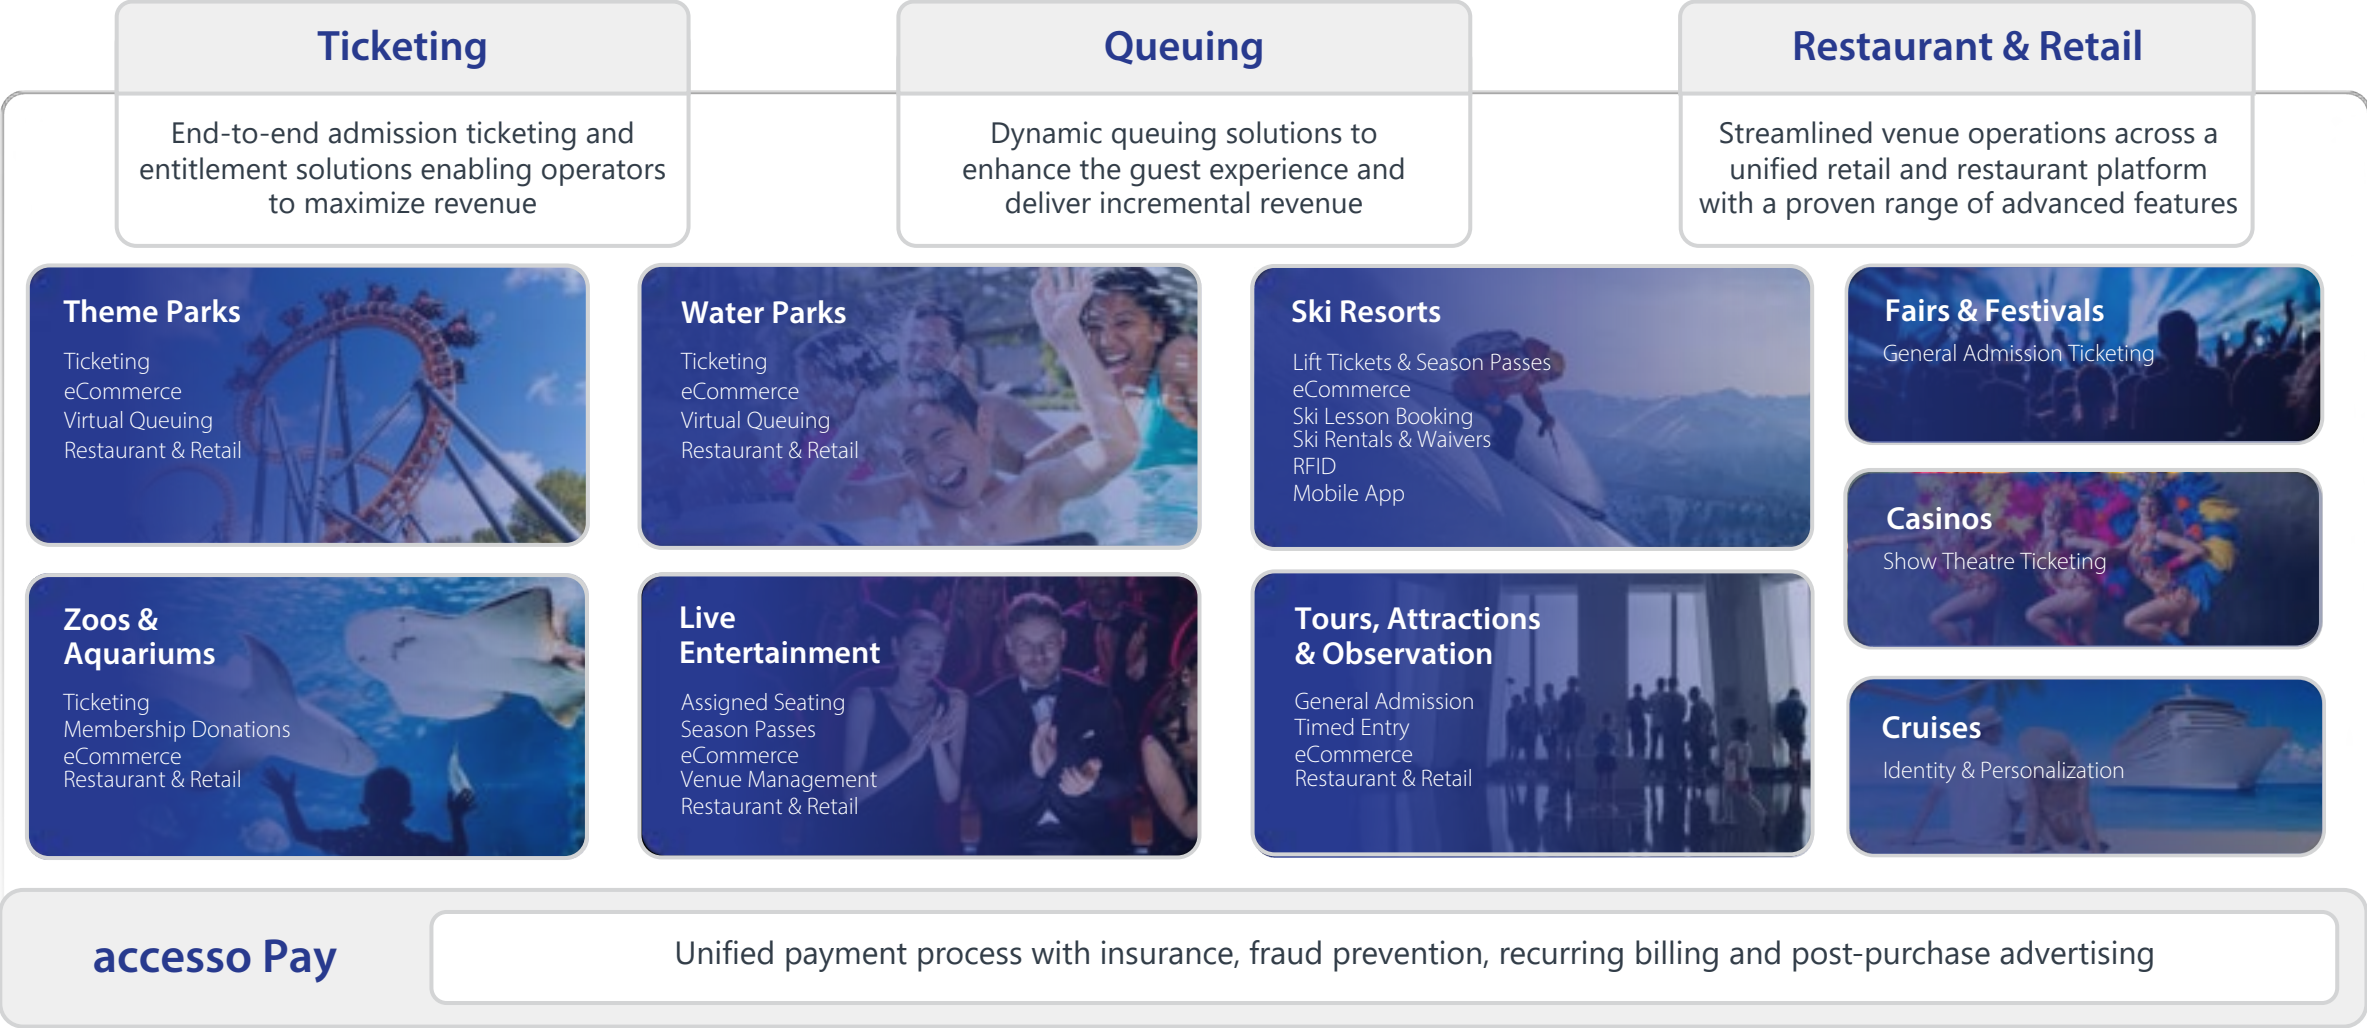 Ticketing
End-to-end admission ticketing and
entitlement solutions enabling operators
to maximize revenue
Queuing
Dynamic queuing solutions to
enhance the guest experience and
deliver incremental revenue
Restaurant & Retail
Streamlined venue operations across a
unified retail and restaurant platform
with a proven range of advanced features
Theme Parks
Ticketing
eCommerce
Virtual Queuing
Restaurant & Retail
Water Parks
Ticketing
eCommerce
Virtual Queuing
Restaurant & Retail
Ski Resorts
Lift Tickets & Season Passes
eCommerce
Ski Lesson Booking
Ski Rentals & Waivers
RFID
Mobile App
Fairs & Festivals
General Admission Ticketing
Casinos
Show Theatre Ticketing
Zoos &
Aquariums
Ticketing
Membership Donations
eCommerce
Restaurant & Retail
Live
Entertainment
Assigned Seating
Season Passes
eCommerce
Venue Management
Restaurant & Retail
Tours, Attractions
& Observation
General Admission
Timed Entry
eCommerce
Restaurant & Retail
Cruises
Identity & Personalization
accesso Pay
Unified payment process with insurance, fraud prevention, recurring billing and post-purchase advertising